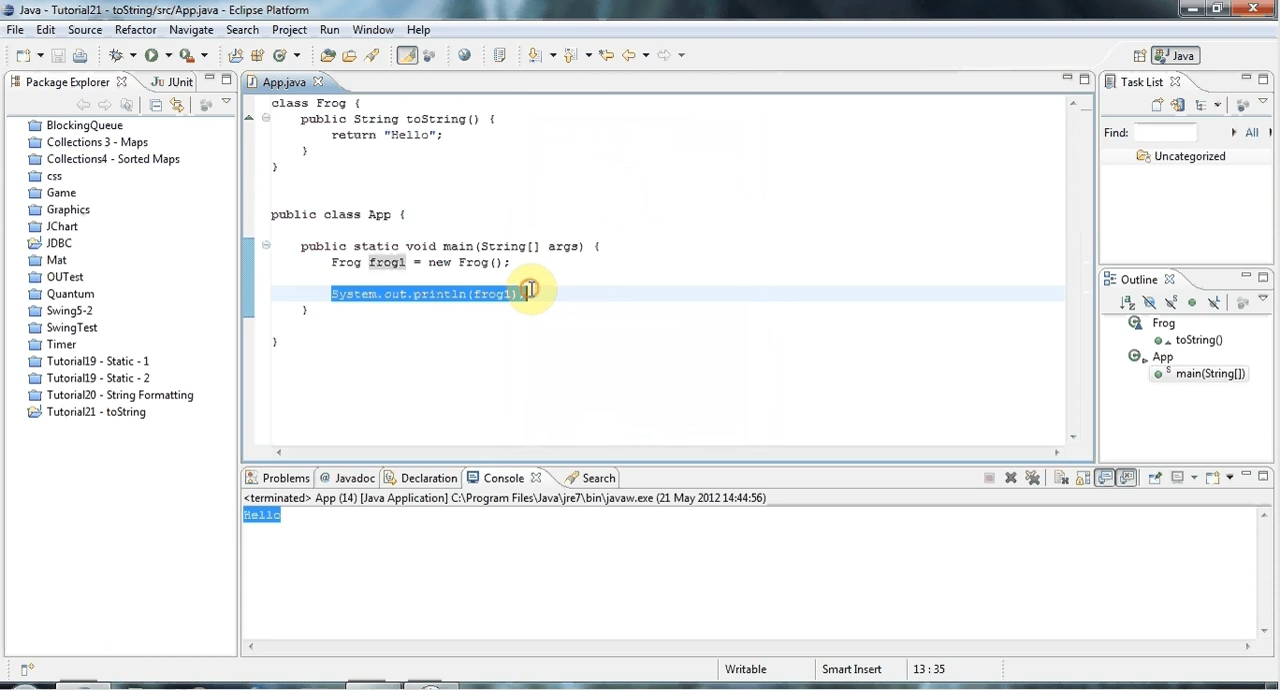 Java - Tutorial21 - toString/src/App.java - Eclipse Platform
File Edit Source Refactor Navigate Search Project Run Window Help
Java
Package Explorer
Ju JUnit
BlockingQueue
Collections 3 - Maps
Collections4 - Sorted Maps
css
Game
Graphics
JChart
JDBC
Mat
OUTest
Quantum
Swing5-2
SwingTest
Timer
Tutorial19 - Static - 1
Tutorial19 - Static - 2
Tutorial20 - String Formatting
Tutorial21 - toString
App.java
class Frog {
public String toString() {
return "Hello";
}
}
public class App {
public static void main(String[] args) {
Frog frog1 = new Frog();
System.out.println(frog1);
}
}
Task List
Find: All
Uncategorized
Outline
Frog
toString()
App
main(String[])
Problems @ Javadoc Declaration Console Search
<terminated> App (14) [Java Application] C:\Program Files\Java\jre7\bin\javaw.exe (21 May 2012 14:44:56)
Hello
Writable Smart Insert 13 : 35